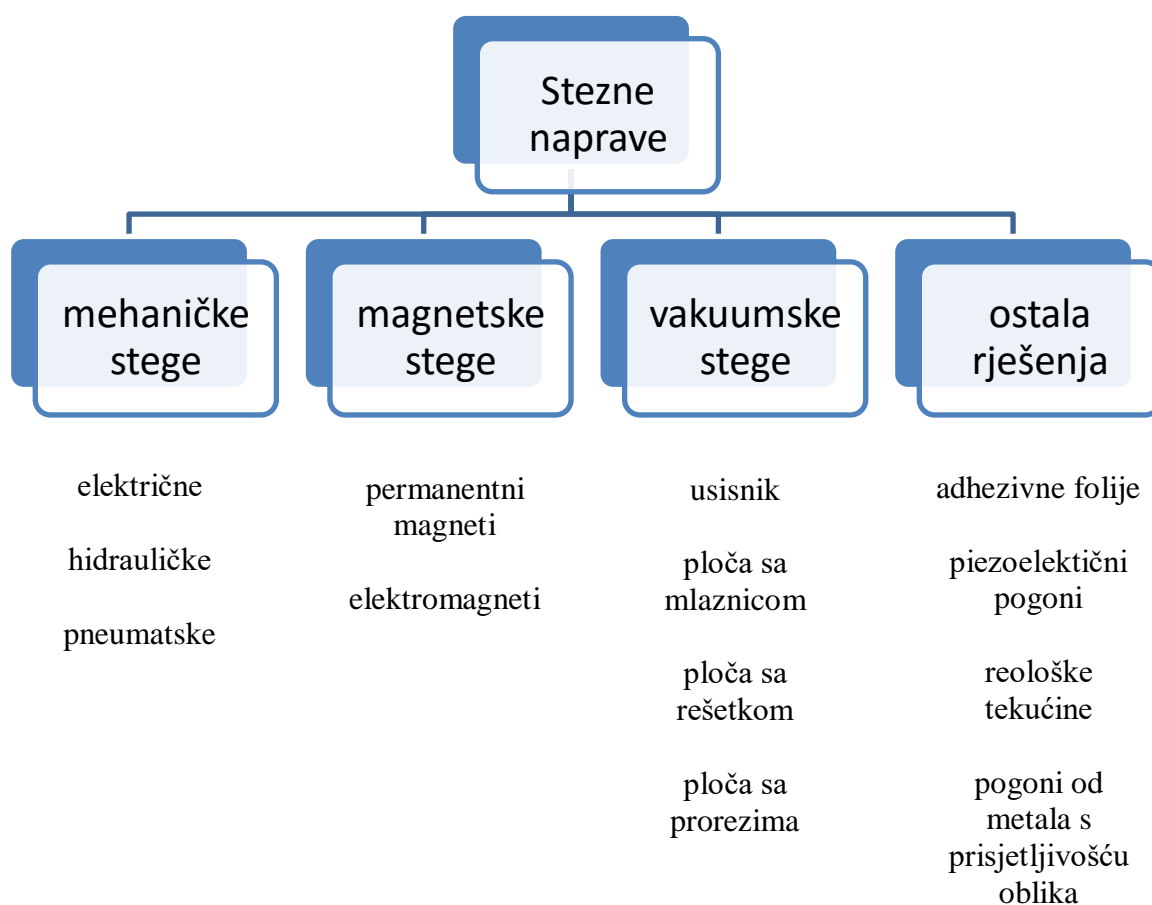 Stezne
naprave
mehaničke
stege
magnetske
stege
vakuumske
stege
ostala
rješenja
električne
hidrauličke
pneumatske
permanentni
magneti
elektromagneti
usisnik
ploča sa
mlaznicom
ploča sa
rešetkom
ploča sa
prorezima
adhezivne folije
piezoelektični
pogoni
reološke
tekućine
pogoni od
metala s
prisjetljivošću
oblika